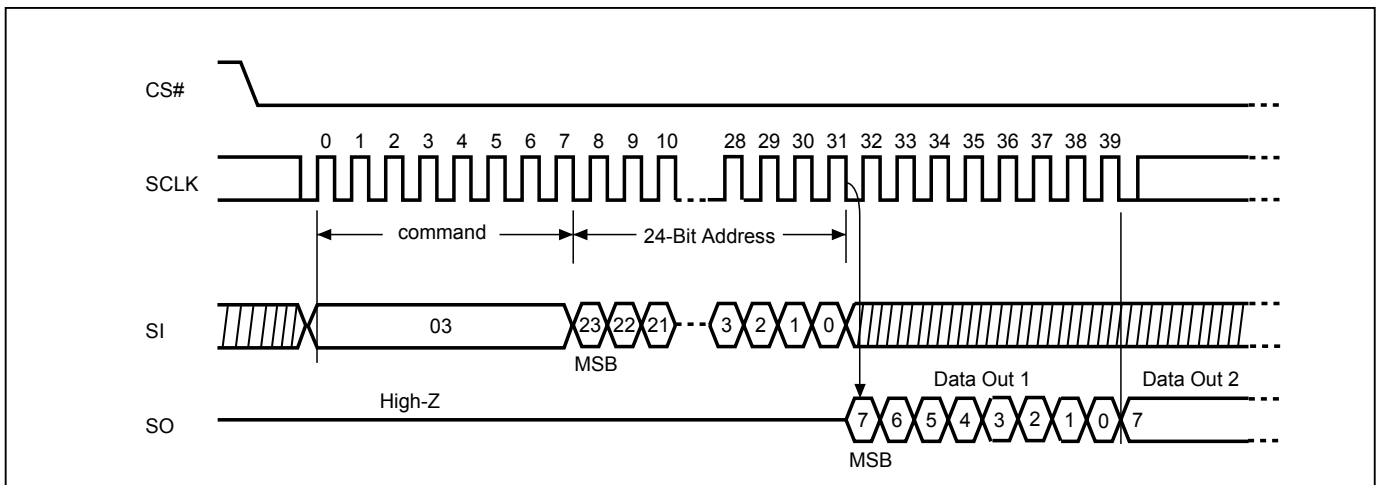 CS#
0 1 2 3 4 5 6 7 8 9 10 28 29 30 31 32 33 34 35 36 37 38 39
SCLK
command 24-Bit Address
SI 03 23 22 21 3 2 1 0
MSB
Data Out 1 Data Out 2
High-Z
SO 7 6 5 4 3 2 1 0 7
MSB